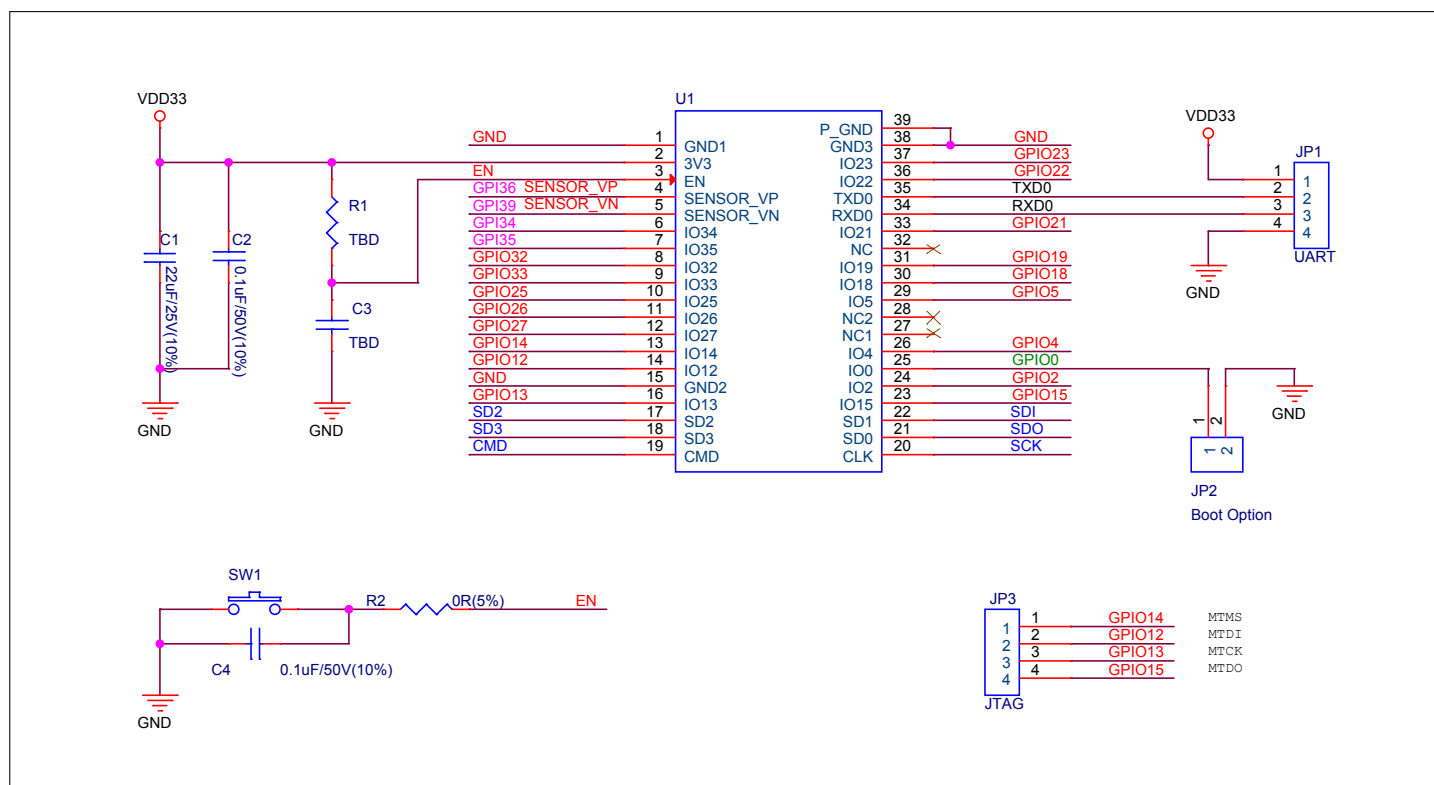 VDD33
U1
VDD33
JP1
GND 1 GND1
2 3V3
EN 3 EN
GPI36 SENSOR_VP 4 SENSOR_VP
GPI39 SENSOR_VN 5 SENSOR_VN
GPI34 6 IO34
GPI35 7 IO35
GPIO32 8 IO32
GPIO33 9 IO33
GPIO25 10 IO25
GPIO26 11 IO26
GPIO27 12 IO27
GPIO14 13 IO14
GPIO12 14 IO12
GND 15 GND2
GPIO13 16 IO13
SD2 17 SD2
SD3 18 SD3
CMD 19 CMD
P_GND 39
GND3 38 GND
IO23 37 GPIO23
IO22 36 GPIO22
TXD0 35 TXD0
RXD0 34 RXD0
IO21 33 GPIO21
NC 32
IO19 31 GPIO19
IO18 30 GPIO18
IO5 29 GPIO5
NC2 28
NC1 27
IO4 26 GPIO4
IO0 25 GPIO0
IO2 24 GPIO2
IO15 23 GPIO15
SD1 22 SDI
SD0 21 SDO
CLK 20 SCK
1 1
2 2
3 3
4 4
UART
GND
R1
TBD
C1
22uF/25V(10%)
C2
0.1uF/50V(10%)
C3
TBD
GND
GND
GND
1 2
1 2
JP2
Boot Option
SW1
R2 0R(5%) EN
C4 0.1uF/50V(10%)
GND
JP3
1 1 GPIO14 MTMS
2 2 GPIO12 MTDI
3 3 GPIO13 MTCK
4 4 GPIO15 MTDO
JTAG